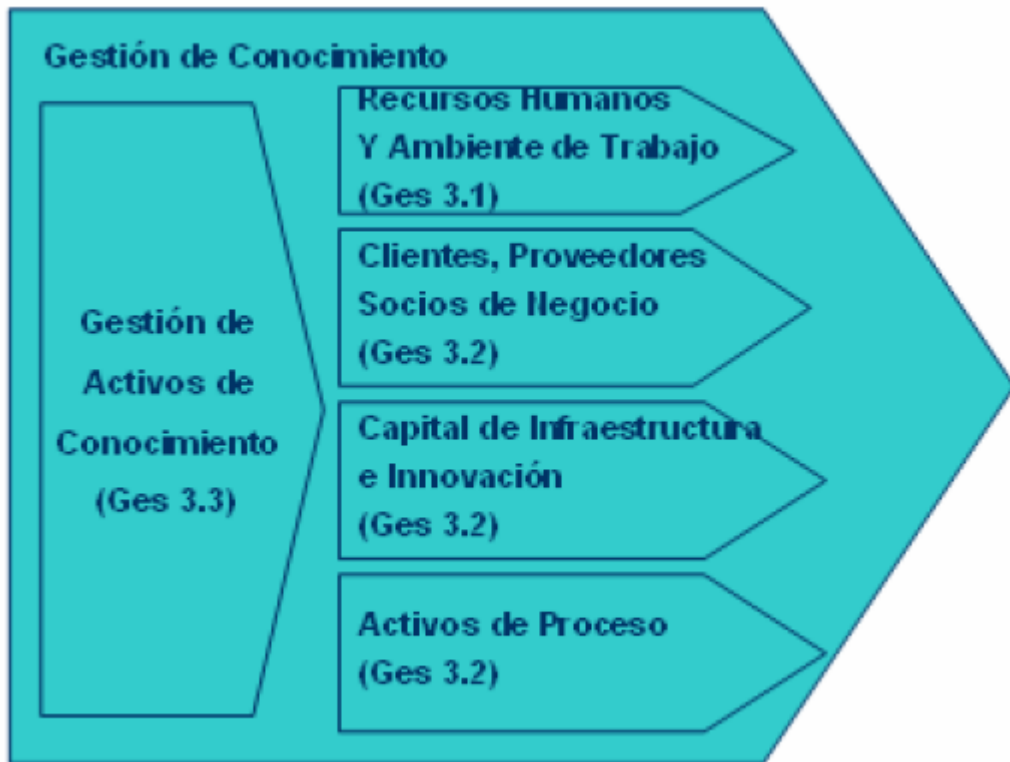 Gestión de Conocimiento
Gestión de
Activos de
Conocimiento
(Ges 3.3)
Recursos Humanos
Y Ambiente de Trabajo
(Ges 3.1)
Clientes, Proveedores
Socios de Negocio
(Ges 3.2)
Capital de Infraestructura
e Innovación
(Ges 3.2)
Activos de Proceso
(Ges 3.2)